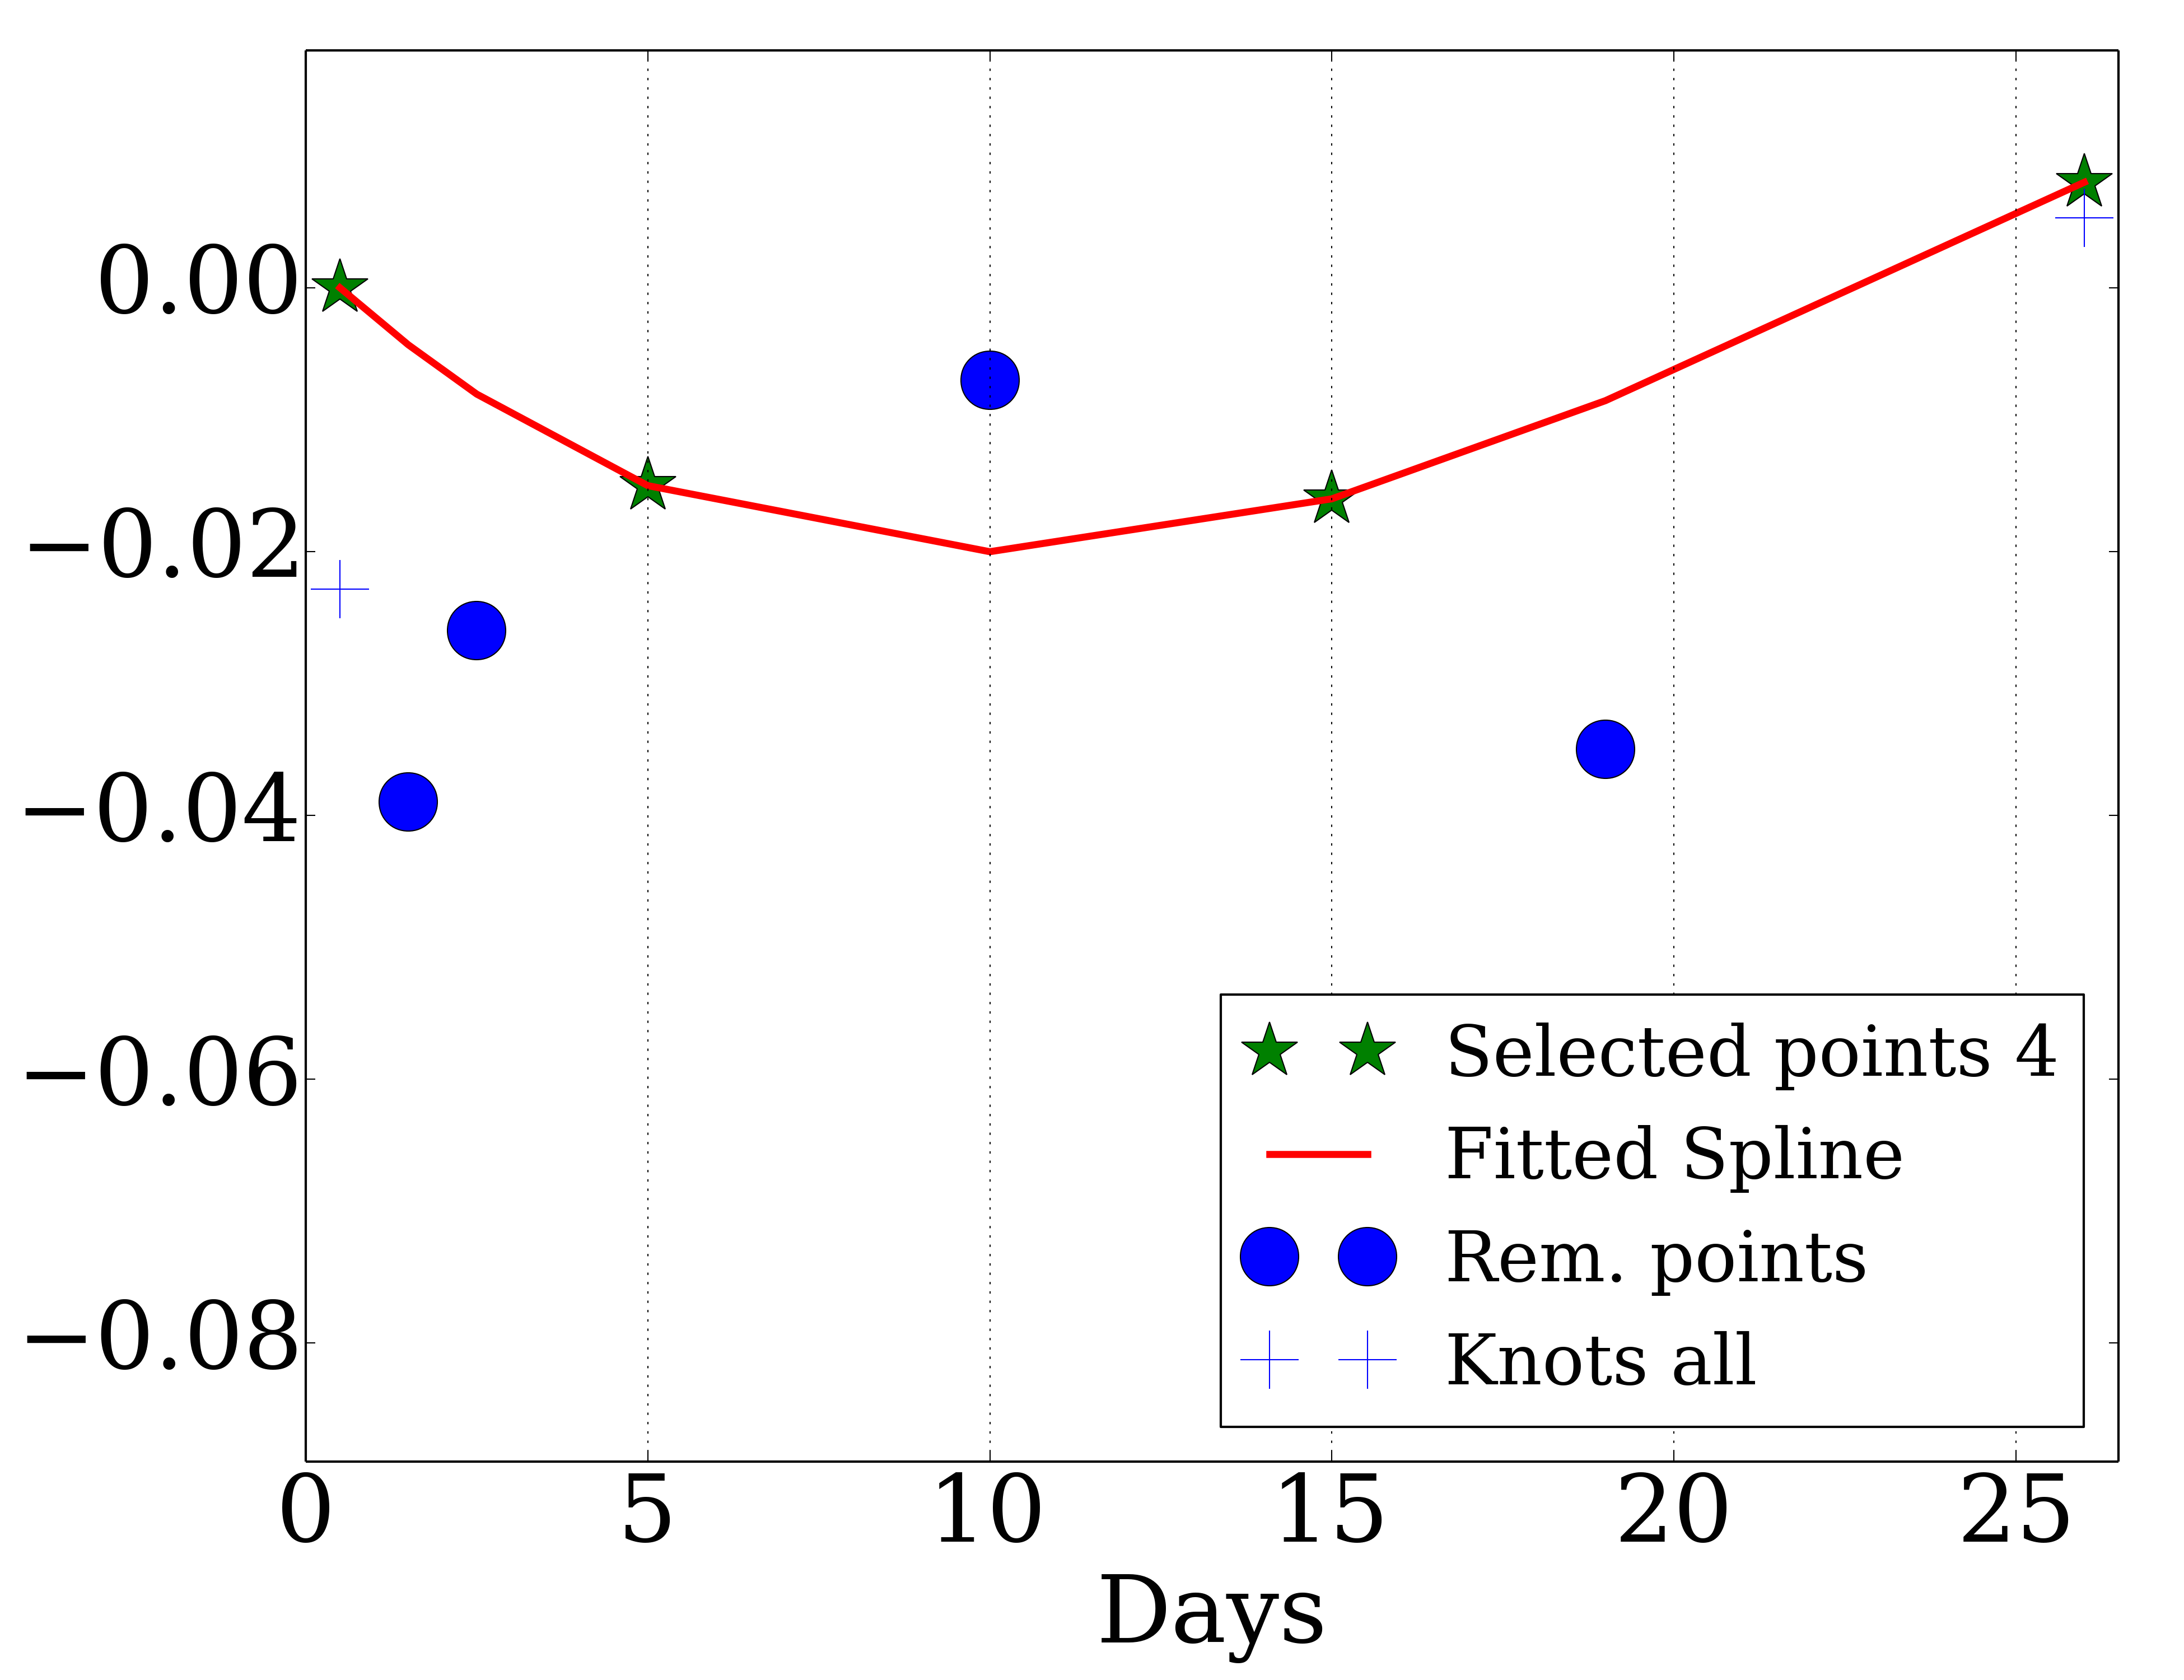 0.00
−0.02
−0.04
−0.06
−0.08
Selected points 4
Fitted Spline
Rem. points
Knots all
0 5 10 15 20 25
Days